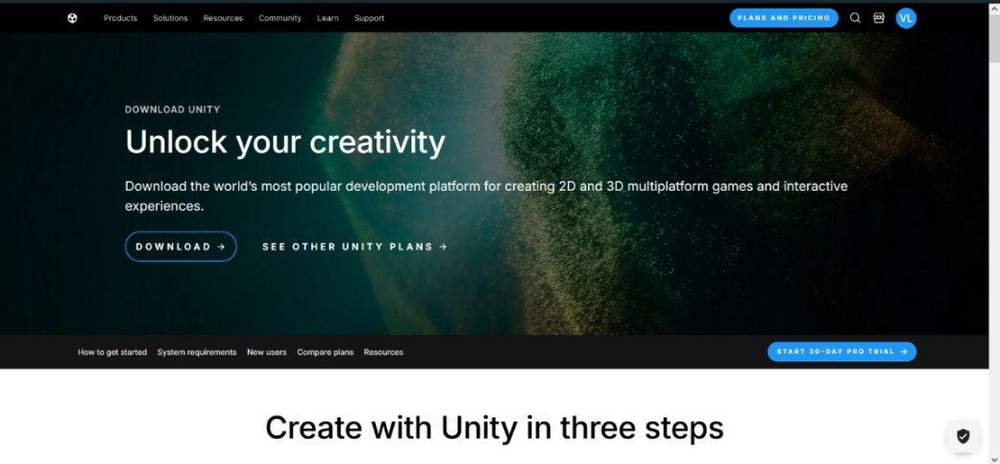 Products Solutions Resources Community Learn Support PLANS AND PRICING VL
DOWNLOAD UNITY
Unlock your creativity
Download the world's most popular development platform for creating 2D and 3D multiplatform games and interactive
experiences.
DOWNLOAD → SEE OTHER UNITY PLANS →
How to get started System requirements New users Compare plans Resources START 30-DAY PRO TRIAL →
Create with Unity in three steps